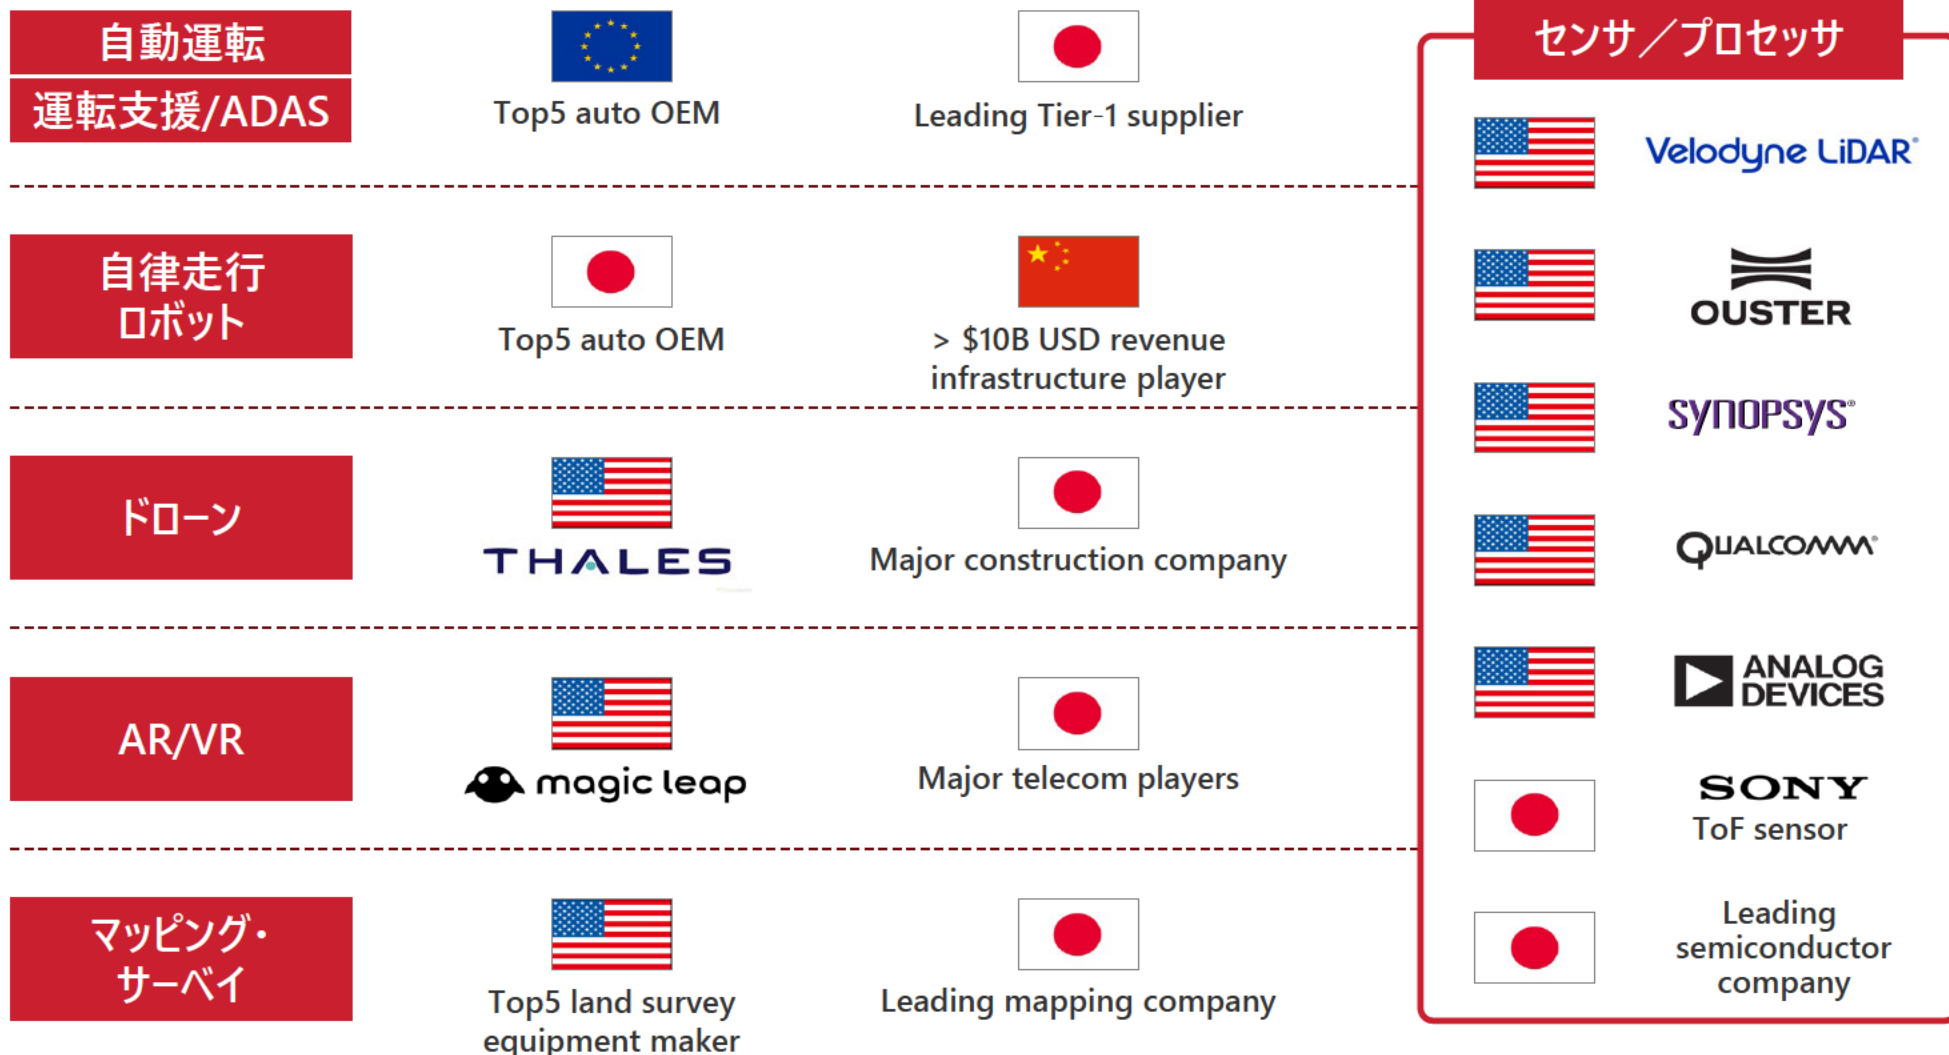 自動運転
運転支援/ADAS
Top5 auto OEM
Leading Tier-1 supplier
自律走行
ロボット
Top5 auto OEM
> $10B USD revenue
infrastructure player
ドローン
THALES
Major construction company
AR/VR
magic leap
Major telecom players
マッピング・
サーベイ
Top5 land survey
equipment maker
Leading mapping company
センサ／プロセッサ
Velodyne LiDAR®
OUSTER
SYNOPSYS®
QUALCOMM®
ANALOG
DEVICES
SONY
ToF sensor
Leading
semiconductor
company